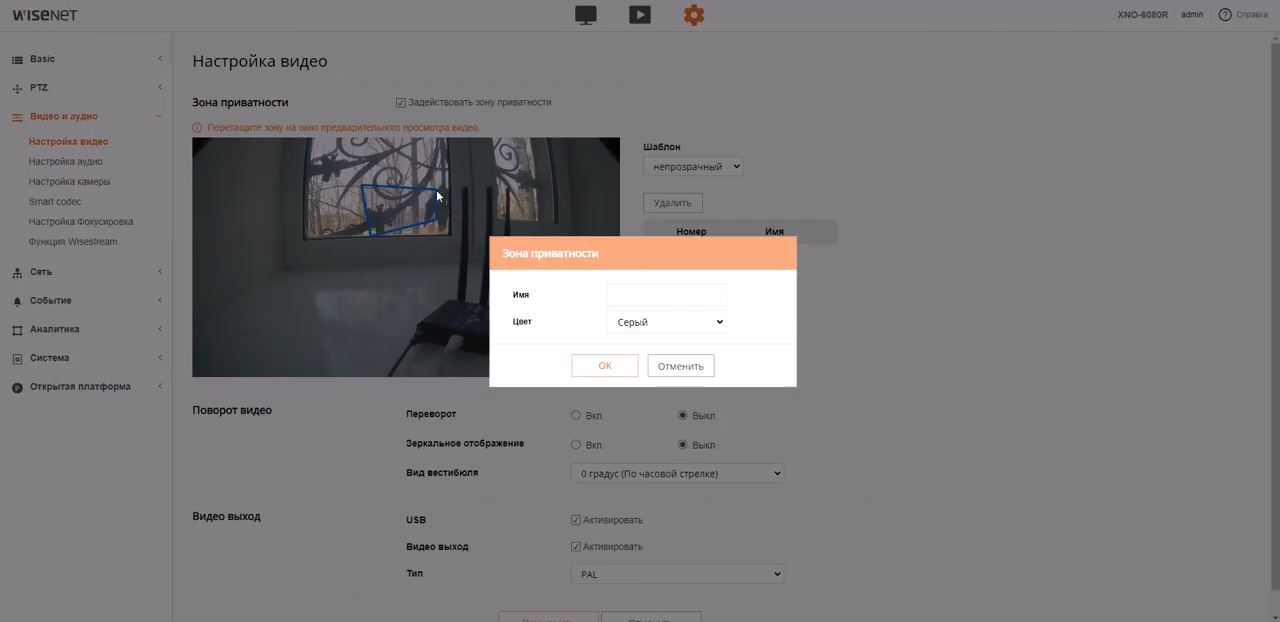 WISENET
XNO-6080R admin ? Справка
Basic
PTZ
Видео и аудио
Настройка видео
Настройка аудио
Настройка камеры
Smart codec
Настройка Фокусировка
Функция Wisestream
Сеть
Событие
Аналитика
Система
Открытая платформа
Настройка видео
Зона приватности
Задействовать зону приватности
Перетащите зону на окно предварительного просмотра видео.
Шаблон
непрозрачный
Удалить
Номер Имя
Зона приватности
Имя
Цвет Серый
OK Отменить
Поворот видео
Переворот Вкл. Выкл.
Зеркальное отображение Вкл. Выкл.
Вид вестибюля 0 градус (По часовой стрелке)
Видео выход
USB Активировать
Видео выход Активировать
Тип PAL